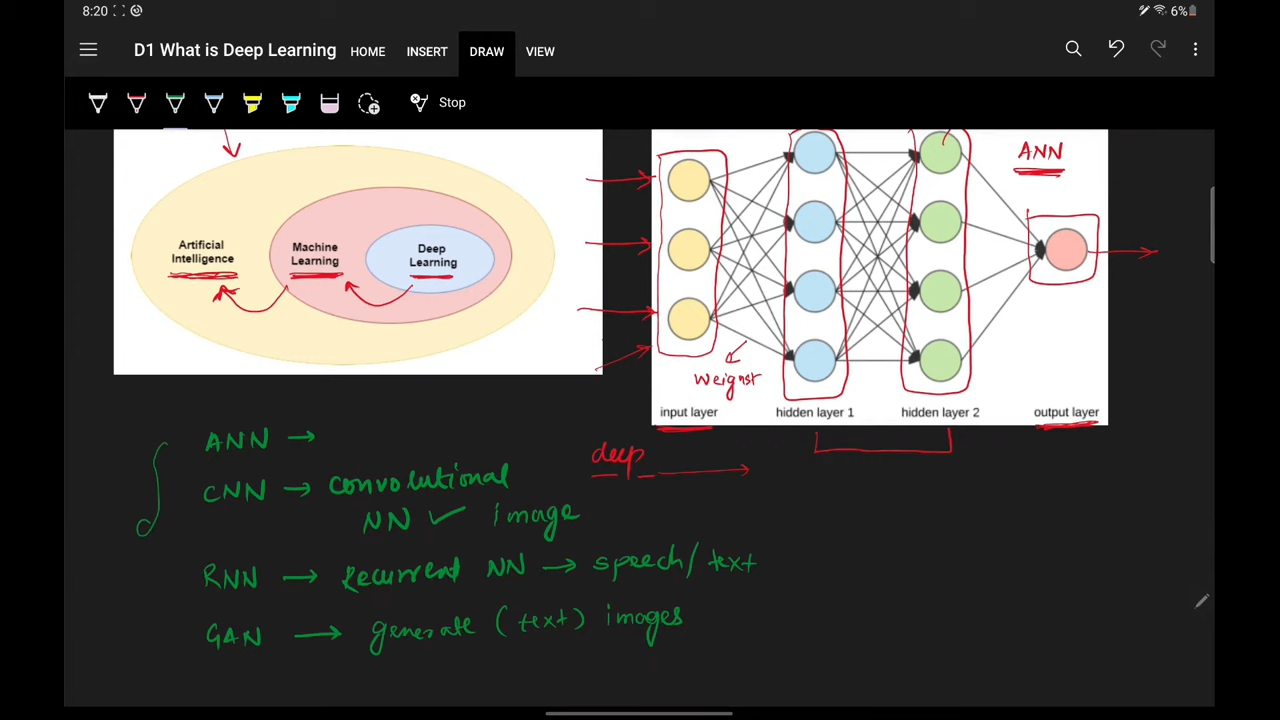 8:20 6%
D1 What is Deep Learning HOME INSERT DRAW VIEW
Stop
Artificial
Intelligence
Machine
Learning
Deep
Learning
ANN
Weignst
input layer hidden layer 1 hidden layer 2 output layer
deep
ANN →
CNN → convolutional
NN ✓ image
RNN → Recurrent NN → speech/text
GAN → generate (text) images